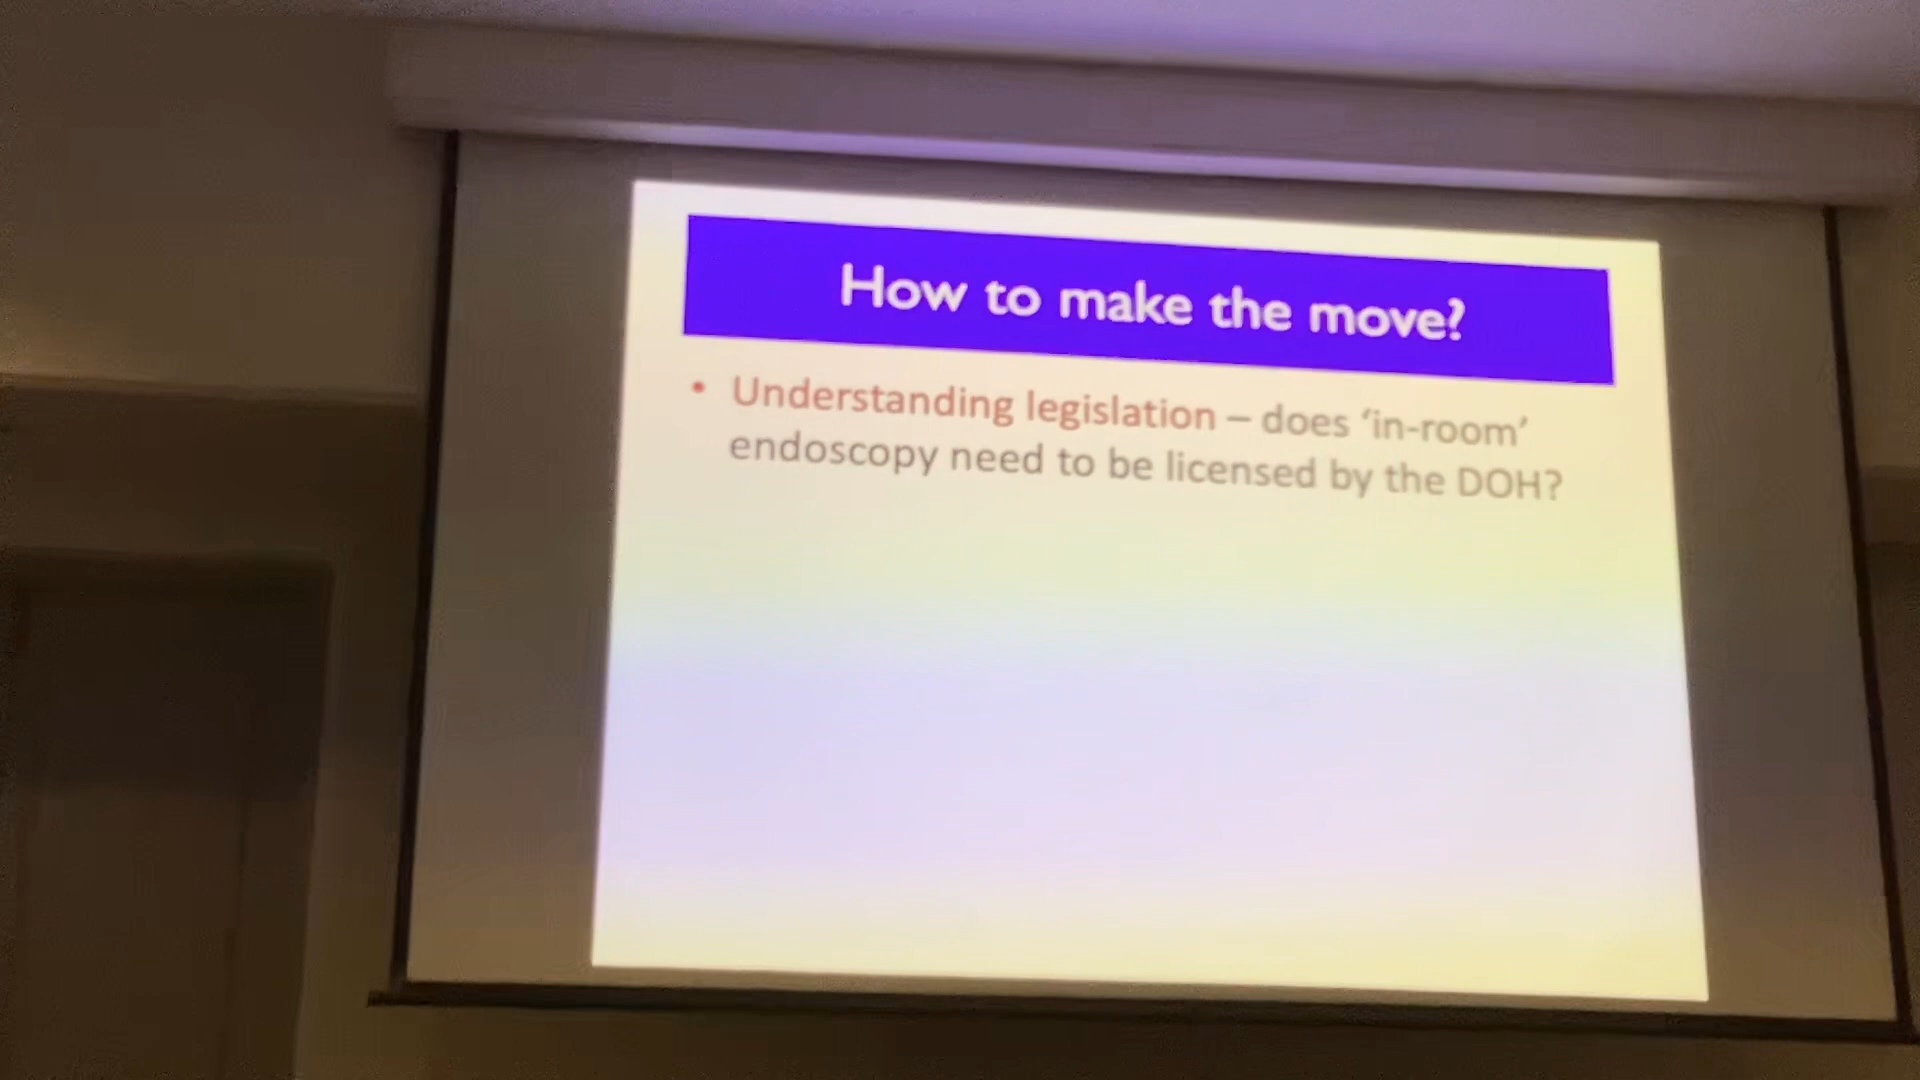 How to make the move?
• Understanding legislation – does ‘in-room’
endoscopy need to be licensed by the DOH?